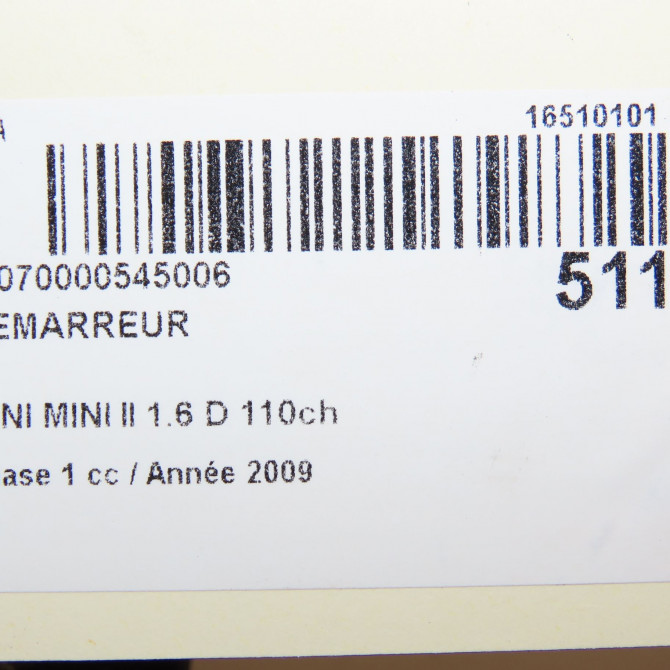 A
16510101
070000545006
511
EMARREUR
NI MINI II 1.6 D 110ch
ase 1 cc / Année 2009